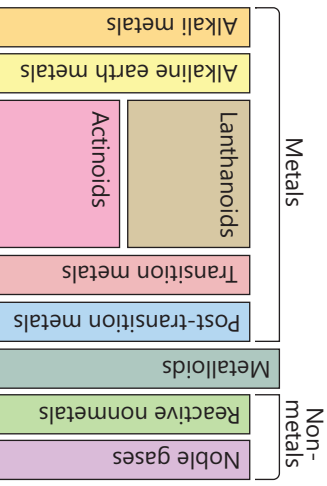 Metals
Alkali metals
Alkaline earth metals
Lanthanoids
Actinoids
Transition metals
Post-transition metals
Metalloids
Non-
metals
Reactive nonmetals
Noble gases